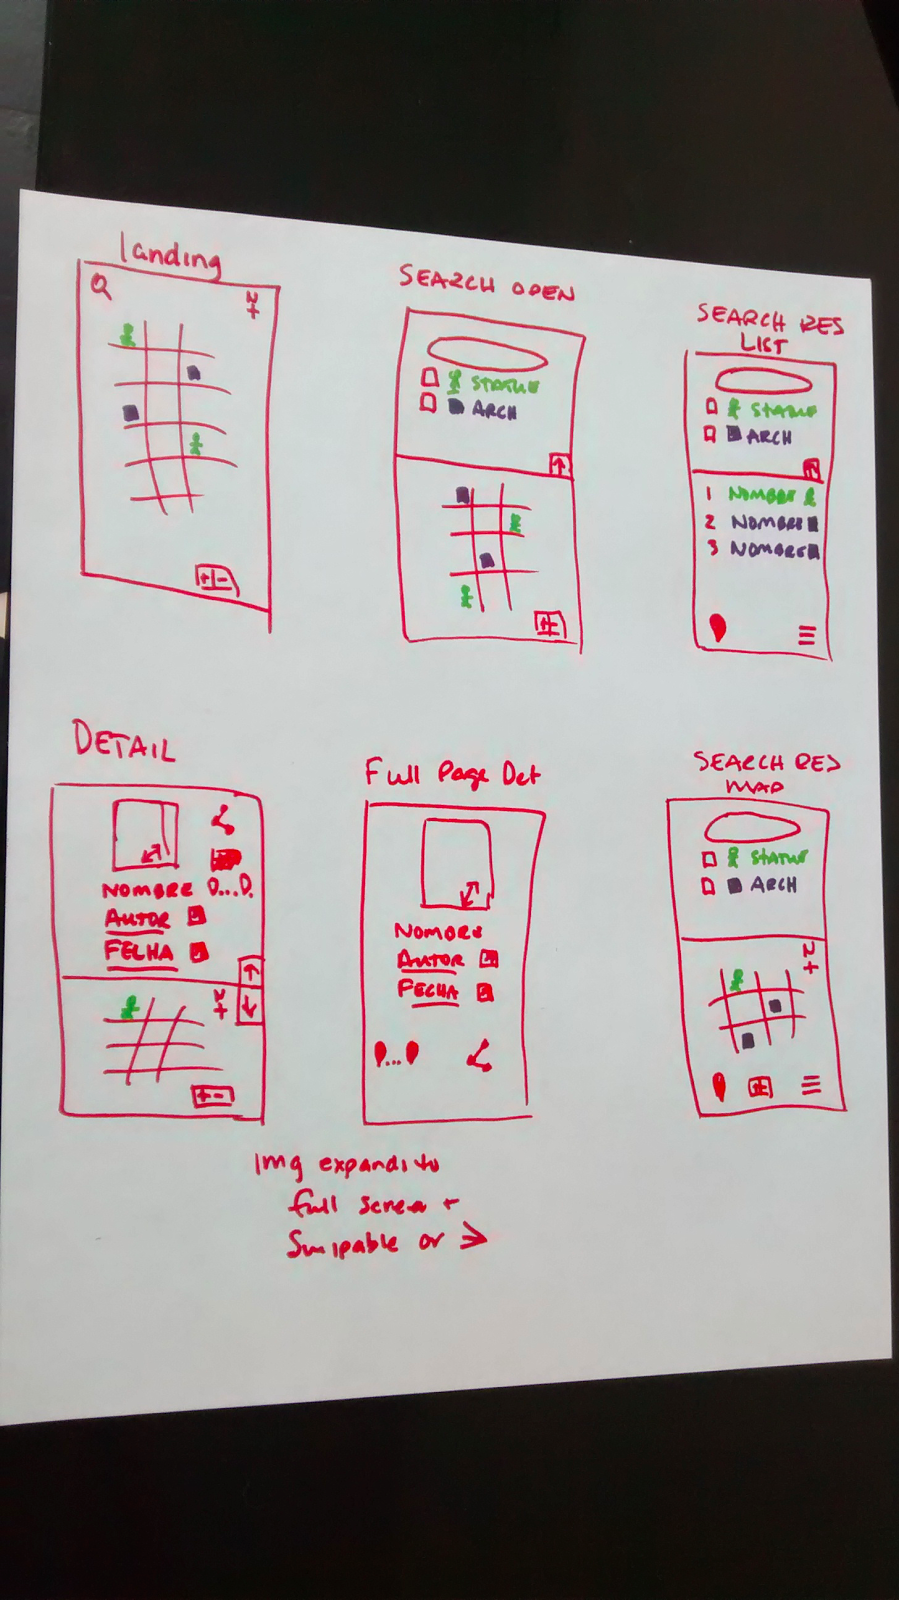 landing
N
+
+ -
SEARCH OPEN
STATUE
ARCH
SEARCH RES
LIST
STATUE
ARCH
1 NOMBRE
2 NOMBRE
3 NOMBRE
DETAIL
NOMBRE
AUTOR
FECHA
N
+
+ -
Full Page Det
NOMBRE
AUTOR
FECHA
SEARCH RES
MAP
STATUE
ARCH
N
+
Img expands to
full screen +
Swipable or >